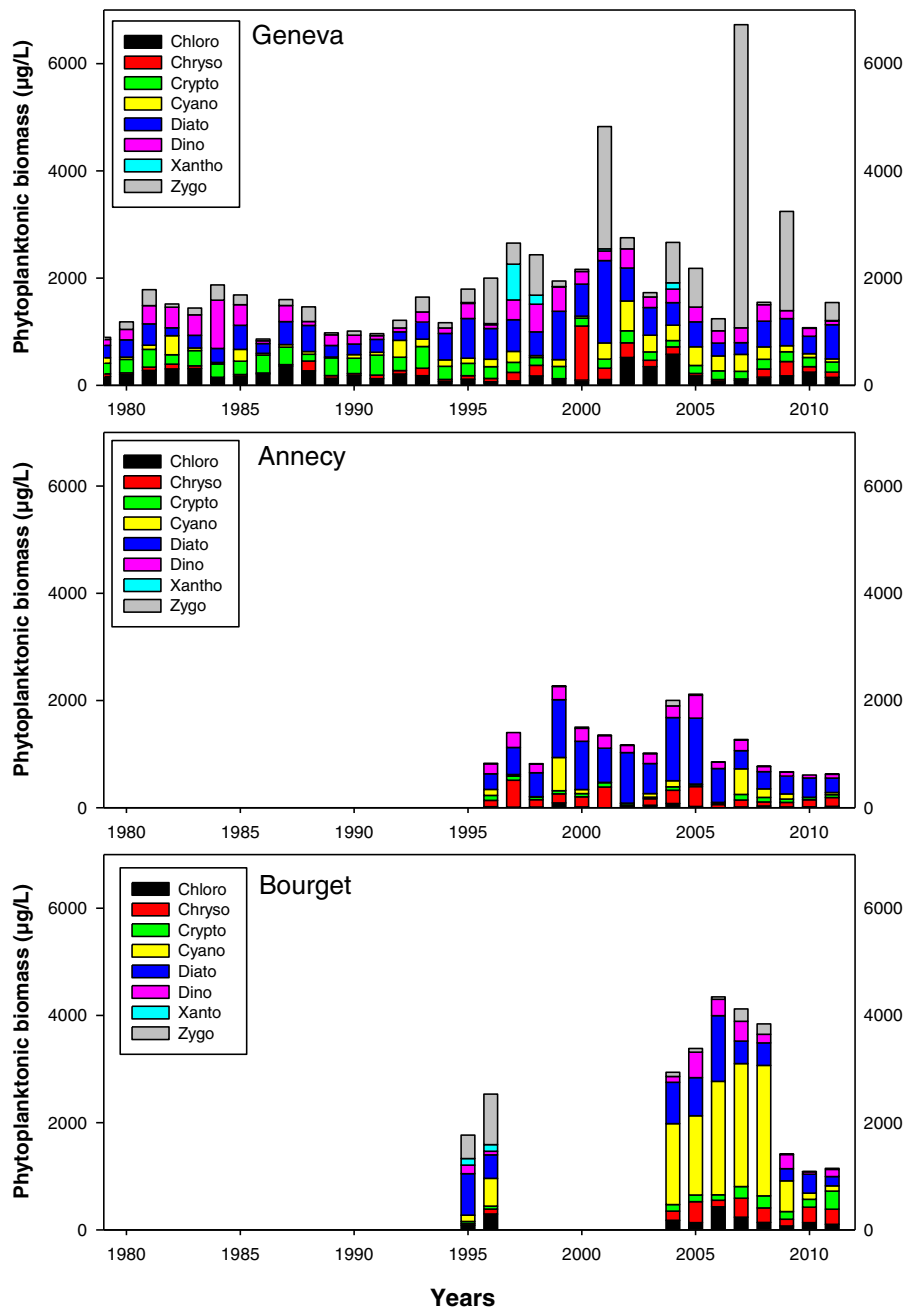 Geneva
Chloro
Chryso
Crypto
Cyano
Diato
Dino
Xantho
Zygo
Phytoplanktonic biomass (µg/L)
6000
4000
2000
0
6000
4000
2000
0
1980
1985
1990
1995
2000
2005
2010
Annecy
Chloro
Chryso
Crypto
Cyano
Diato
Dino
Xantho
Zygo
Phytoplanktonic biomass (µg/L)
6000
4000
2000
0
6000
4000
2000
0
1980
1985
1990
1995
2000
2005
2010
Bourget
Chloro
Chryso
Crypto
Cyano
Diato
Dino
Xanto
Zygo
Phytoplanktonic biomass (µg/L)
6000
4000
2000
0
6000
4000
2000
0
1980
1985
1990
1995
2000
2005
2010
Years